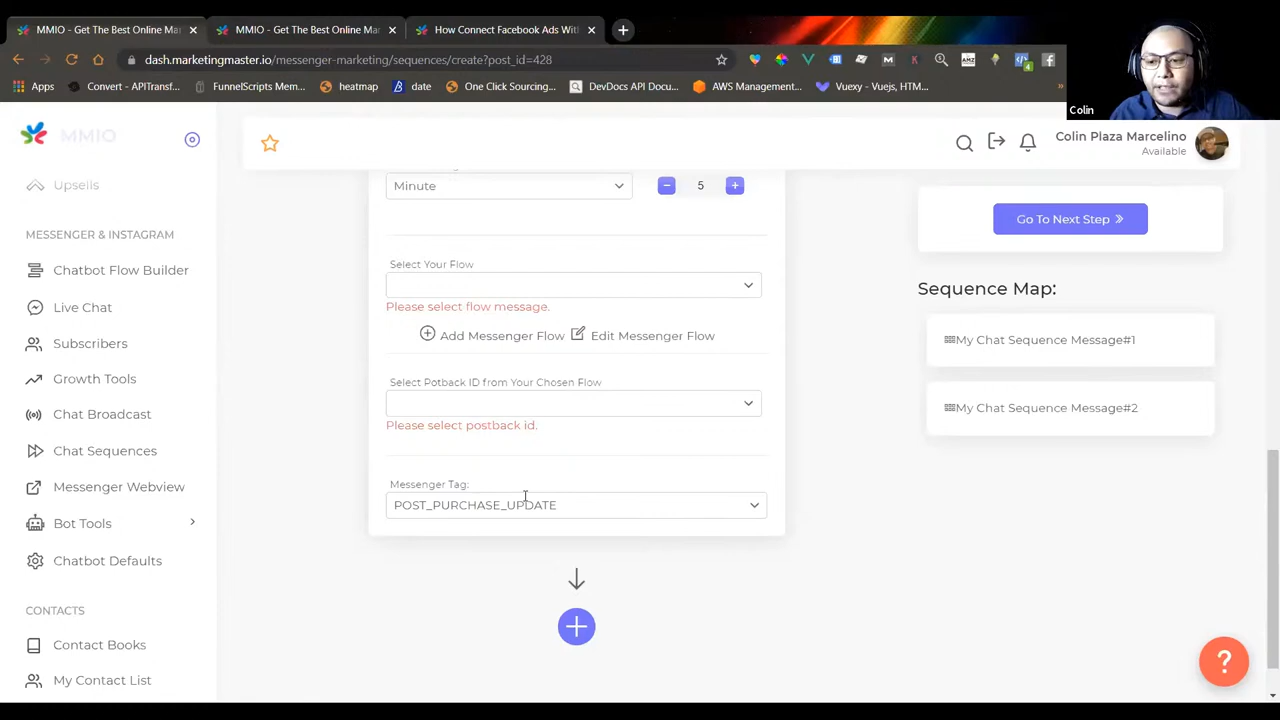 MMIO - Get The Best Online Mar
MMIO - Get The Best Online Mar
How Connect Facebook Ads With
dash.marketingmaster.io/messenger-marketing/sequences/create?post_id=428
Apps
Convert - APITransf...
FunnelScripts Mem...
heatmap
date
One Click Sourcing...
DevDocs API Docu...
AWS Management...
Vuexy - Vuejs, HTM...
»
4
Colin
MMIO
Upsells
MESSENGER & INSTAGRAM
Chatbot Flow Builder
Live Chat
Subscribers
Growth Tools
Chat Broadcast
Chat Sequences
Messenger Webview
Bot Tools
Chatbot Defaults
CONTACTS
Contact Books
My Contact List
Colin Plaza Marcelino
Available
Minute
5
Select Your Flow
Please select flow message.
Add Messenger Flow
Edit Messenger Flow
Select Potback ID from Your Chosen Flow
Please select postback id.
Messenger Tag:
POST_PURCHASE_UPDATE
Go To Next Step
Sequence Map:
My Chat Sequence Message#1
My Chat Sequence Message#2
?